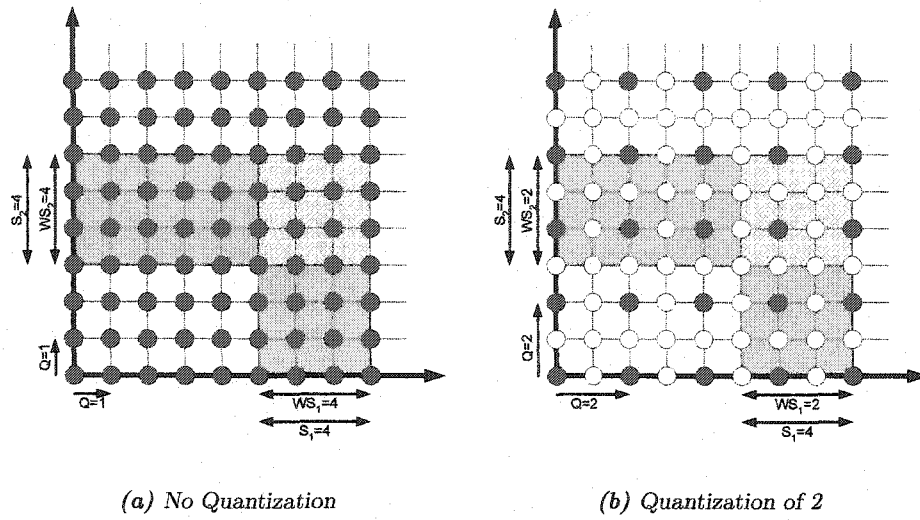 S₂=4
WS₂=4
Q=1
Q=1
WS₁=4
S₁=4
S₂=4
WS₂=2
Q=2
Q=2
WS₁=2
S₁=4
(a) No Quantization
(b) Quantization of 2